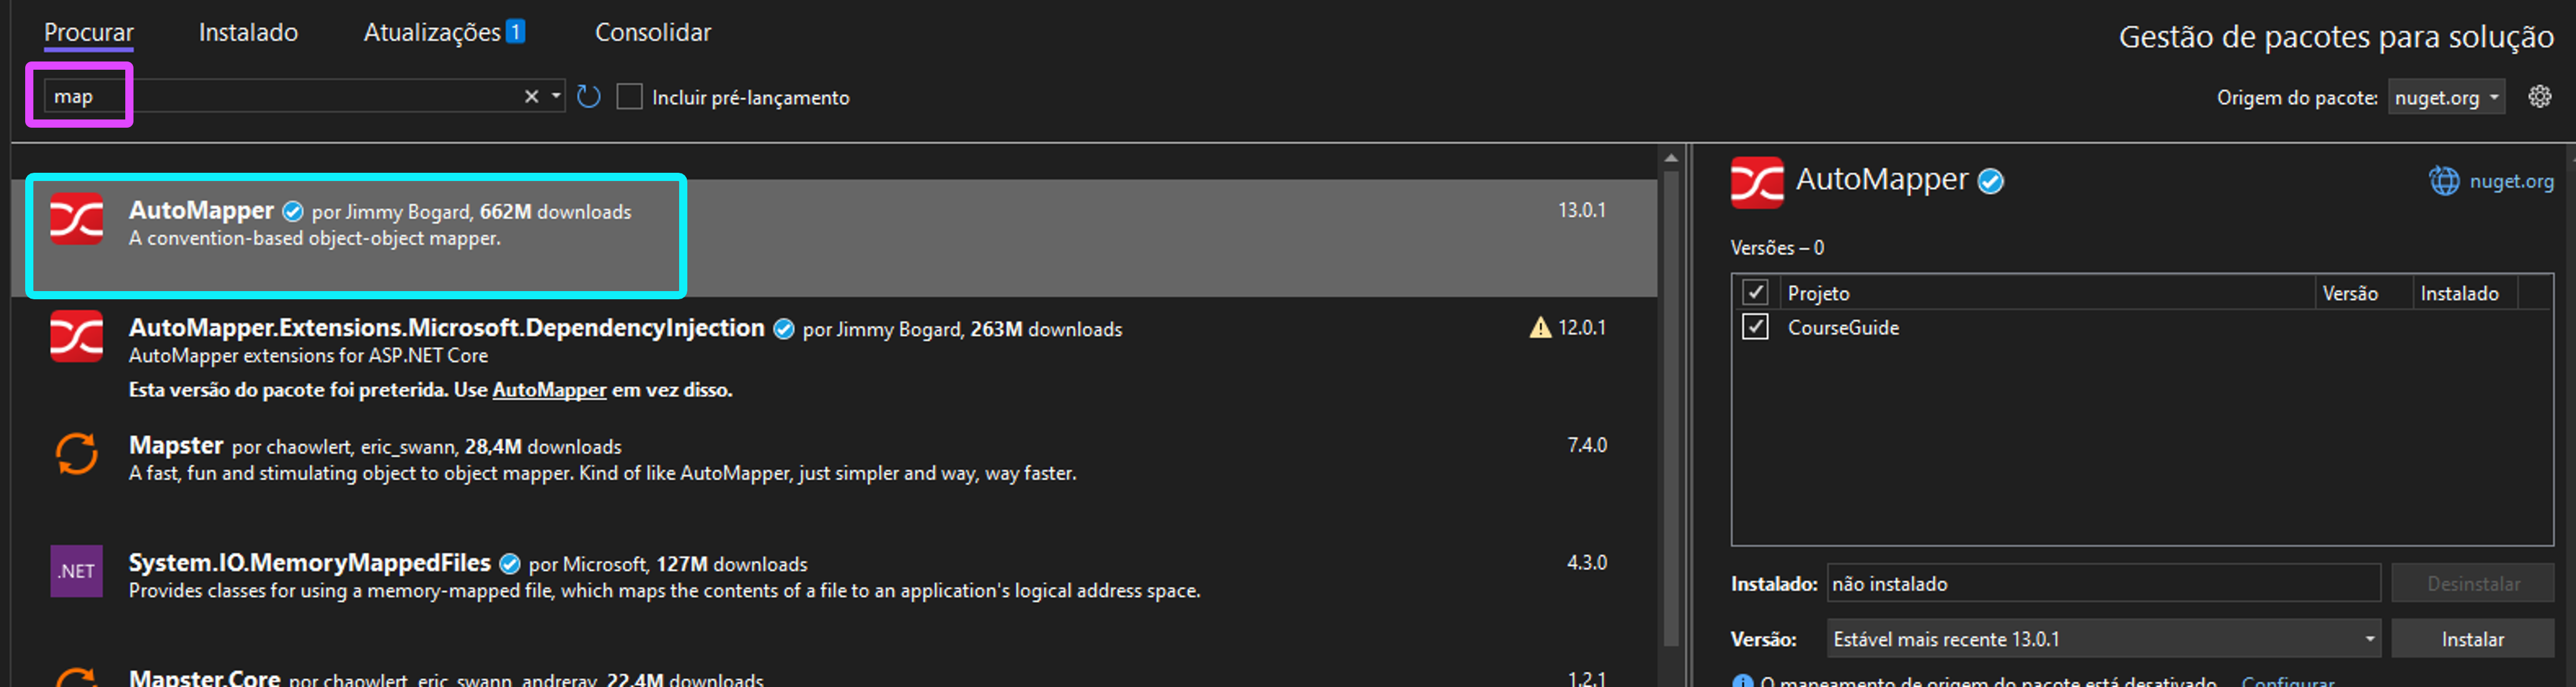 Procurar Instalado Atualizações 1 Consolidar
Gestão de pacotes para solução
map
Incluir pré-lançamento
Origem do pacote: nuget.org
AutoMapper por Jimmy Bogard, 662M downloads 13.0.1
A convention-based object-object mapper.
AutoMapper.Extensions.Microsoft.DependencyInjection por Jimmy Bogard, 263M downloads 12.0.1
AutoMapper extensions for ASP.NET Core
Esta versão do pacote foi preterida. Use AutoMapper em vez disso.
Mapster por chaowlert, eric_swann, 28,4M downloads 7.4.0
A fast, fun and stimulating object to object mapper. Kind of like AutoMapper, just simpler and way, way faster.
.NET
System.IO.MemoryMappedFiles por Microsoft, 127M downloads 4.3.0
Provides classes for using a memory-mapped file, which maps the contents of a file to an application's logical address space.
Mapster.Core por chaowlert, eric_swann, andreray, 22,4M downloads 1.2.1
AutoMapper nuget.org
Versões – 0
Projeto Versão Instalado
CourseGuide
Instalado: não instalado Desinstalar
Versão: Estável mais recente 13.0.1 Instalar
O mapeamento de origem do pacote está desativado. Configurar